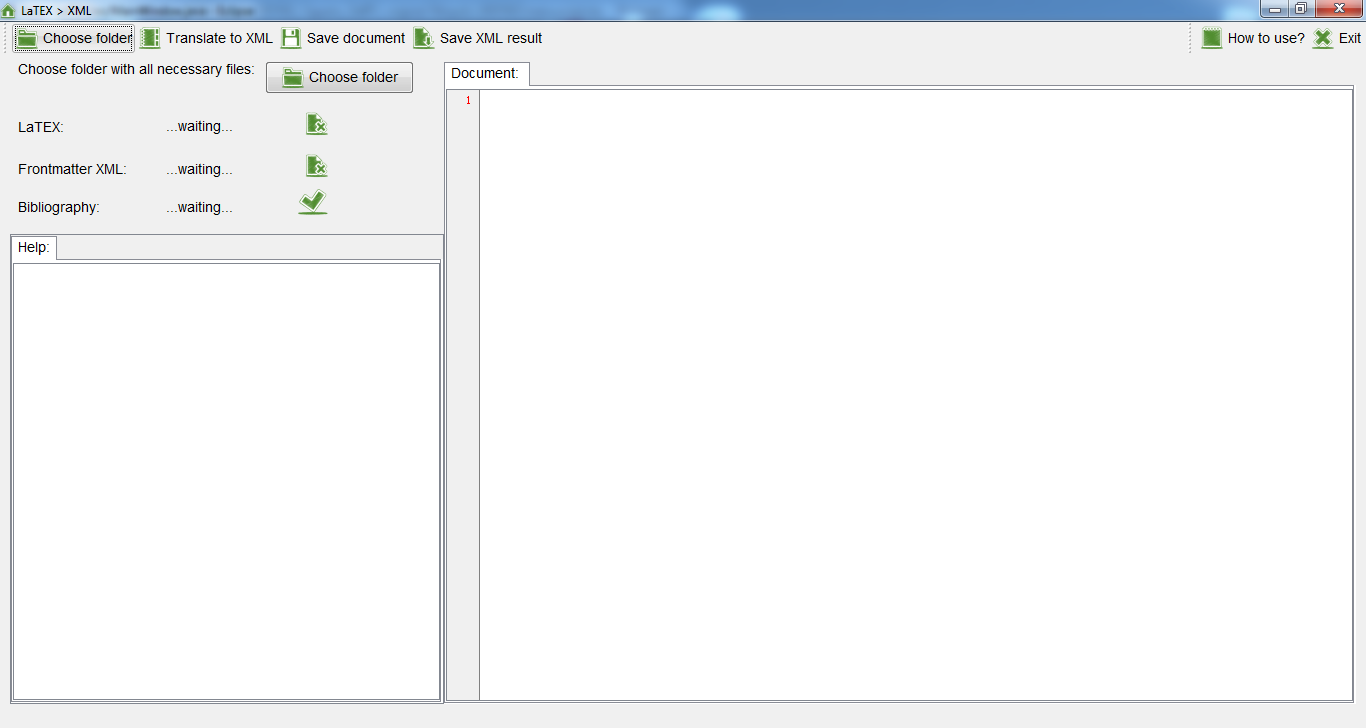 LaTEX > XML
Choose folder Translate to XML Save document Save XML result How to use? Exit
Choose folder with all necessary files: Choose folder
LaTEX: ...waiting...
Frontmatter XML: ...waiting...
Bibliography: ...waiting...
Help:
Document:
1